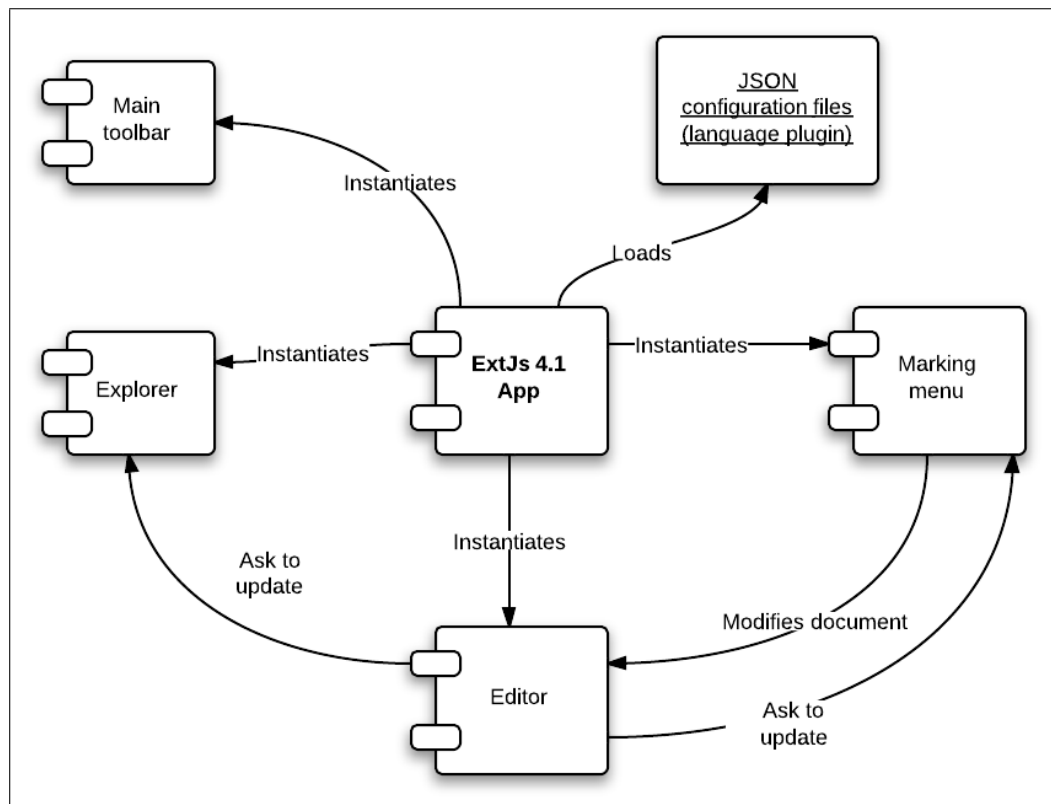 Main
toolbar
JSON
configuration files
(language plugin)
Instantiates
Loads
Explorer
Instantiates
ExtJs 4.1
App
Instantiates
Marking
menu
Instantiates
Ask to
update
Modifies document
Editor
Ask to
update